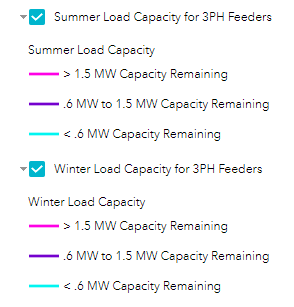 Summer Load Capacity for 3PH Feeders
Summer Load Capacity
> 1.5 MW Capacity Remaining
.6 MW to 1.5 MW Capacity Remaining
< .6 MW Capacity Remaining
Winter Load Capacity for 3PH Feeders
Winter Load Capacity
> 1.5 MW Capacity Remaining
.6 MW to 1.5 MW Capacity Remaining
< .6 MW Capacity Remaining